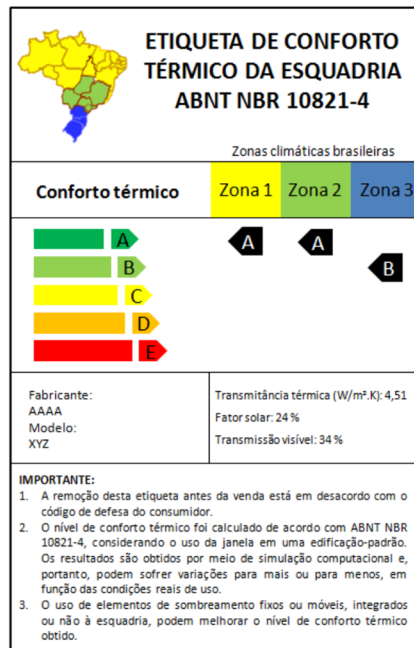 ETIQUETA DE CONFORTO
TÉRMICO DA ESQUADRIA
ABNT NBR 10821-4
Zonas climáticas brasileiras
Conforto térmico Zona 1 Zona 2 Zona 3
A A A
B B
C
D
E
Fabricante:
AAAA
Modelo:
XYZ
Transmitância térmica (W/m².K): 4,51
Fator solar: 24 %
Transmissão visível: 34 %
IMPORTANTE:
1. A remoção desta etiqueta antes da venda está em desacordo com o
código de defesa do consumidor.
2. O nível de conforto térmico foi calculado de acordo com ABNT NBR
10821-4, considerando o uso da janela em uma edificação-padrão.
Os resultados são obtidos por meio de simulação computacional e,
portanto, podem sofrer variações para mais ou para menos, em
função das condições reais de uso.
3. O uso de elementos de sombreamento fixos ou móveis, integrados
ou não à esquadria, podem melhorar o nível de conforto térmico
obtido.